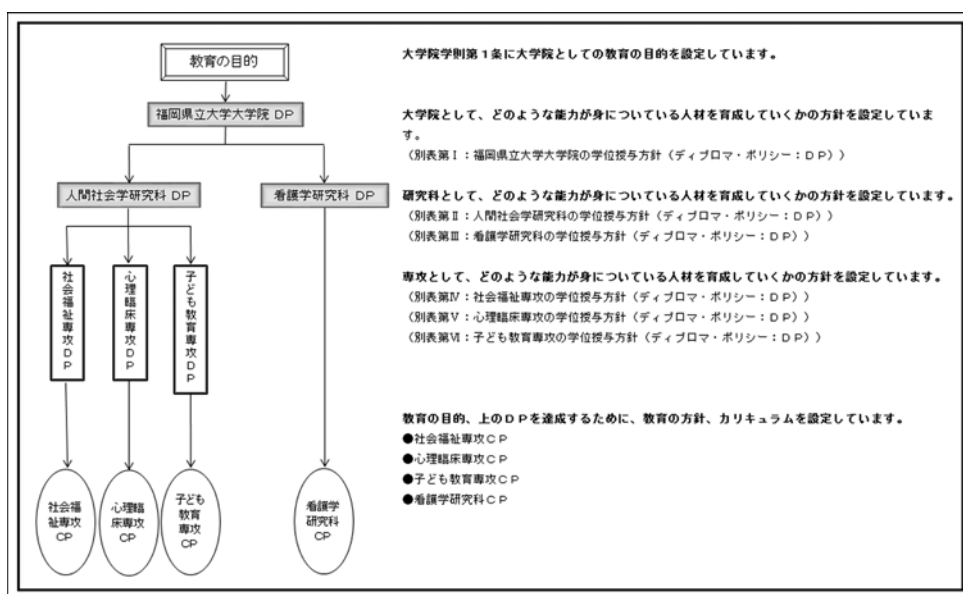 教育の目的
大学院学則第1条に大学院としての教育の目的を設定しています。
福岡県立大学大学院 DP
大学院として、どのような能力が身についている人材を育成していくかの方針を設定していま
す。
(別表第Ⅰ:福岡県立大学大学院の学位授与方針(ディプロマ・ポリシー:DP))
人間社会学研究科 DP
看護学研究科 DP
研究科として、どのような能力が身についている人材を育成していくかの方針を設定しています。
(別表第Ⅱ:人間社会学研究科の学位授与方針(ディプロマ・ポリシー:DP))
(別表第Ⅲ:看護学研究科の学位授与方針(ディプロマ・ポリシー:DP))
社会福祉専攻DP
心理臨床専攻DP
子ども教育専攻DP
専攻として、どのような能力が身についている人材を育成していくかの方針を設定しています。
(別表第Ⅳ:社会福祉専攻の学位授与方針(ディプロマ・ポリシー:DP))
(別表第Ⅴ:心理臨床専攻の学位授与方針(ディプロマ・ポリシー:DP))
(別表第Ⅵ:子ども教育専攻の学位授与方針(ディプロマ・ポリシー:DP))
教育の目的、上のDPを達成するために、教育の方針、カリキュラムを設定しています。
●社会福祉専攻CP
●心理臨床専攻CP
●子ども教育専攻CP
●看護学研究科CP
社会福
祉専攻
CP
心理臨
床専攻
CP
子ども
教育
専攻
CP
看護学
研究科
CP